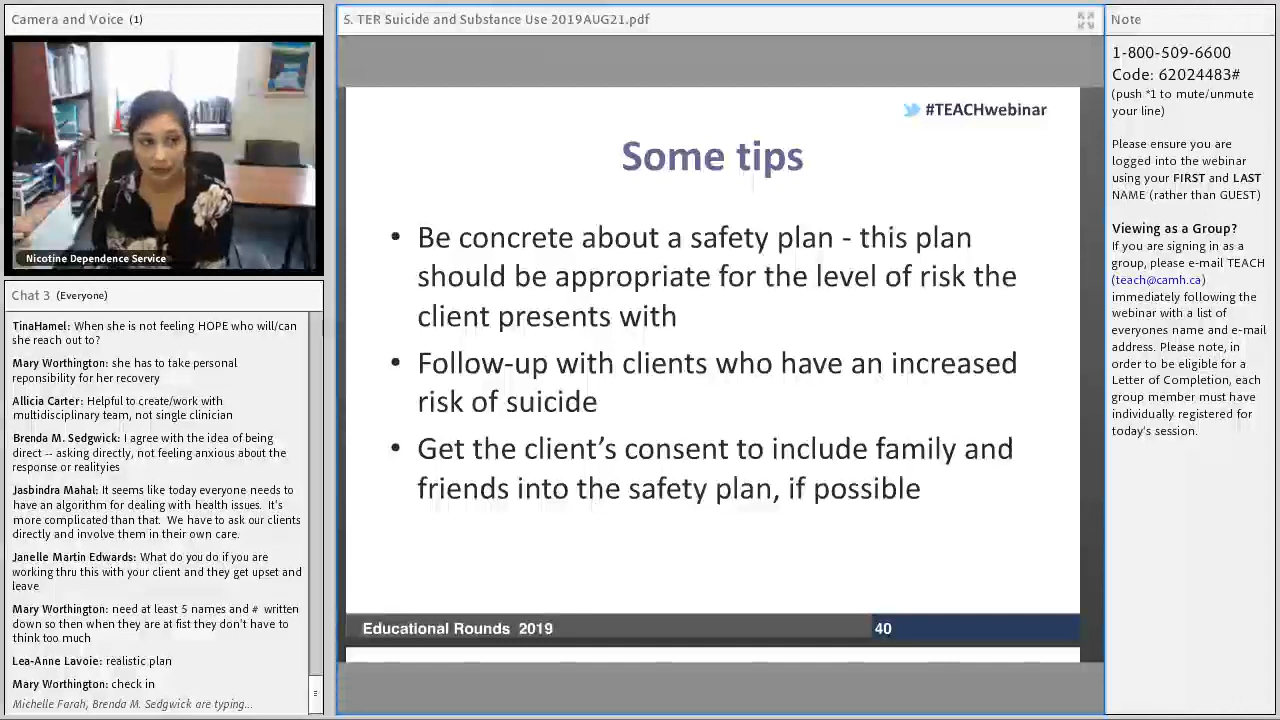 Camera and Voice (1)
Nicotine Dependence Service
Chat 3 (Everyone)
TinaHamel: When she is not feeling HOPE who will/can
she reach out to?
Mary Worthington: she has to take personal
reponsibility for her recovery
Allicia Carter: Helpful to create/work with
multidisciplinary team, not single clinician
Brenda M. Sedgwick: I agree with the idea of being
direct -- asking directly, not feeling anxious about the
response or realityies
Jasbindra Mahal: It seems like today everyone needs to
have an algorithm for dealing with health issues. It's
more complicated than that. We have to ask our clients
directly and involve them in their own care.
Janelle Martin Edwards: What do you do if you are
working thru this with your client and they get upset and
leave
Mary Worthington: need at least 5 names and # written
down so then when they are at fist they don't have to
think too much
Lea-Anne Lavoie: realistic plan
Mary Worthington: check in
Michelle Farah, Brenda M. Sedgwick are typing...
5. TER Suicide and Substance Use 2019AUG21.pdf
#TEACHwebinar
Some tips
• Be concrete about a safety plan - this plan
should be appropriate for the level of risk the
client presents with
• Follow-up with clients who have an increased
risk of suicide
• Get the client’s consent to include family and
friends into the safety plan, if possible
Educational Rounds 2019
40
Note
1-800-509-6600
Code: 62024483#
(push *1 to mute/unmute
your line)
Please ensure you are
logged into the webinar
using your FIRST and LAST
NAME (rather than GUEST)
Viewing as a Group?
If you are signing in as a
group, please e-mail TEACH
(teach@camh.ca)
immediately following the
webinar with a list of
everyones name and e-mail
address. Please note, in
order to be eligible for a
Letter of Completion, each
group member must have
individually registered for
today's session.